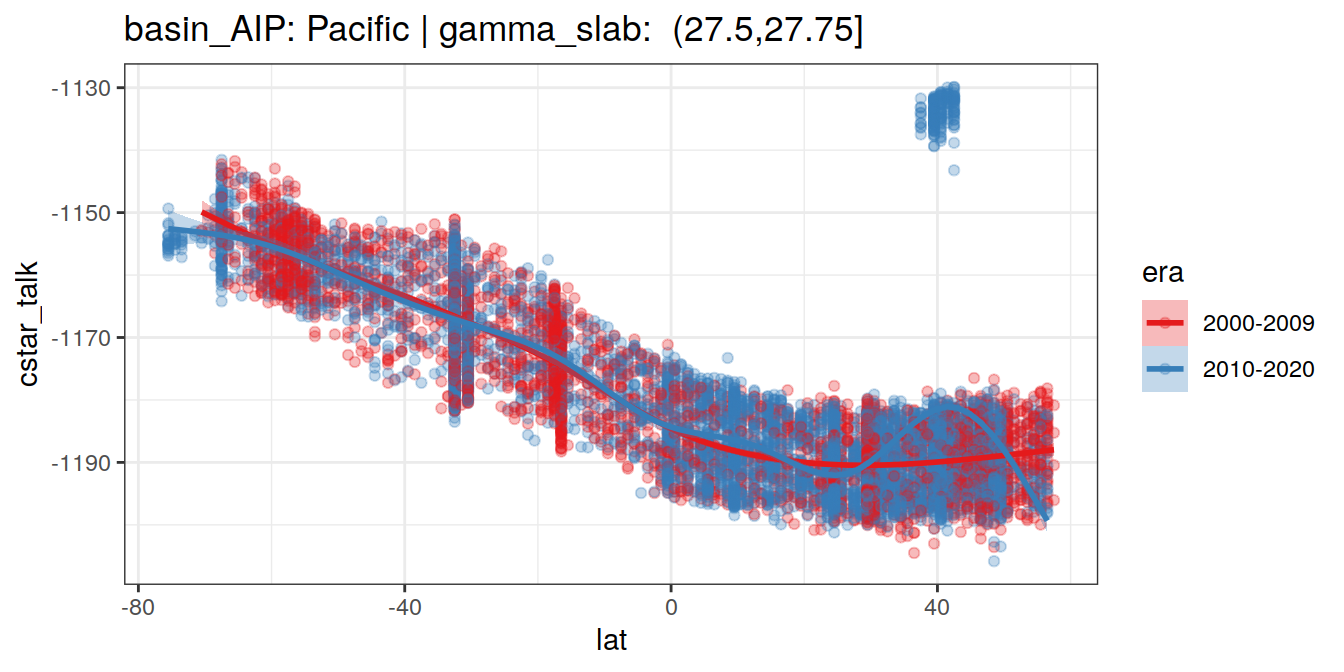 basin_AIP: Pacific | gamma_slab:  (27.5,27.75]
-1130
-1150
-1170
-1190
cstar_talk
-80
-40
0
40
lat
era
2000-2009
2010-2020